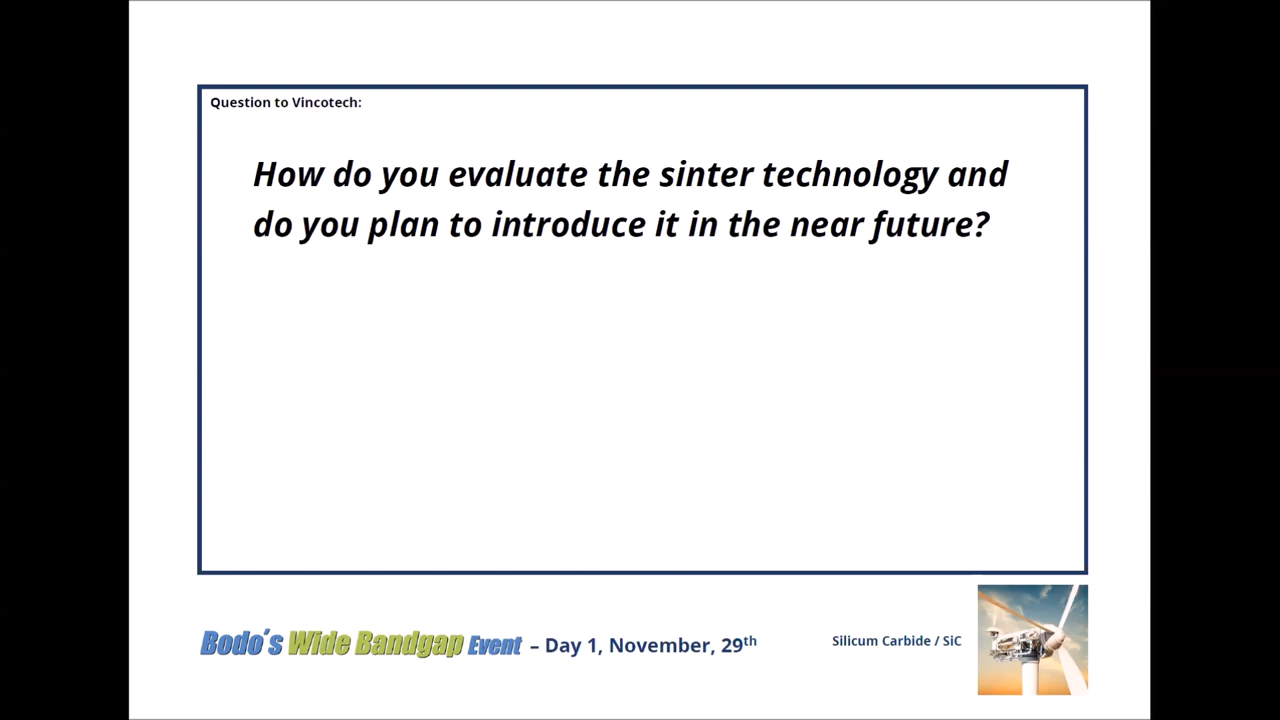 Question to Vincotech:
How do you evaluate the sinter technology and
do you plan to introduce it in the near future?
Bodo's Wide Bandgap Event – Day 1, November, 29th
Silicum Carbide / SiC